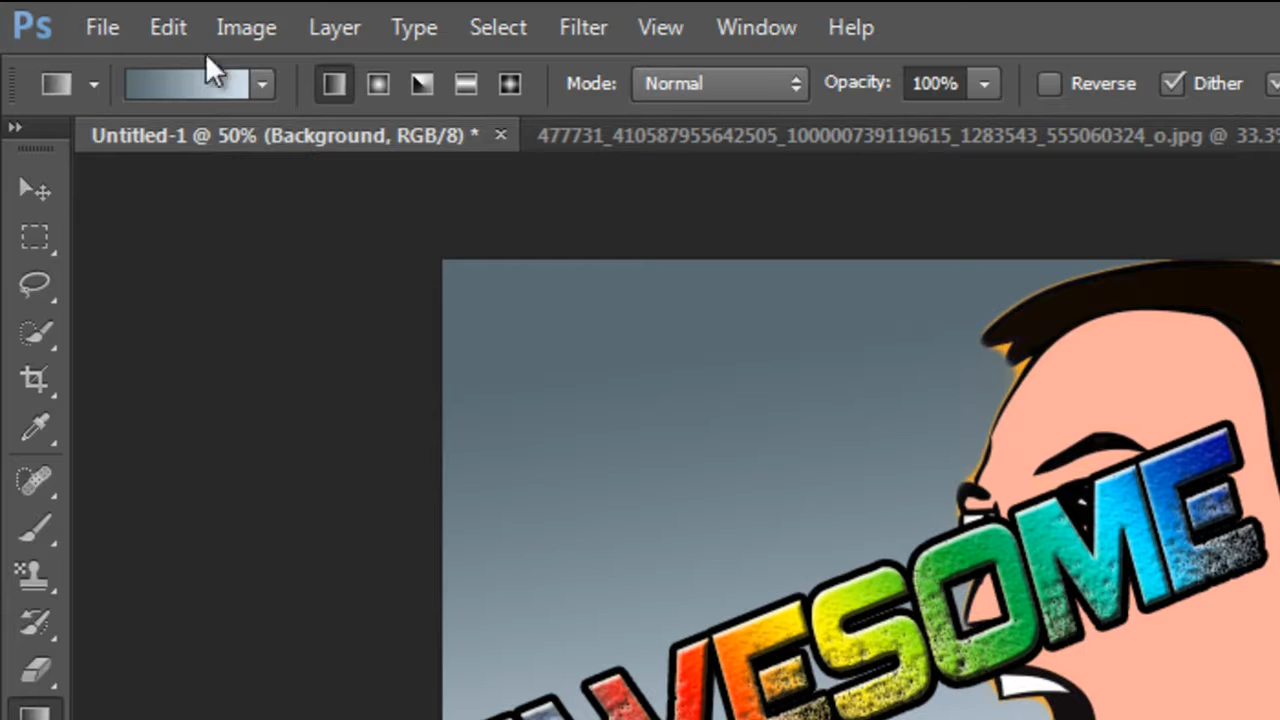 Ps File Edit Image Layer Type Select Filter View Window Help
Mode: Normal Opacity: 100% Reverse Dither
Untitled-1 @ 50% (Background, RGB/8) * × 477731_410587955642505_100000739119615_1283543_555060324_o.jpg @ 33.3%
AWESOME